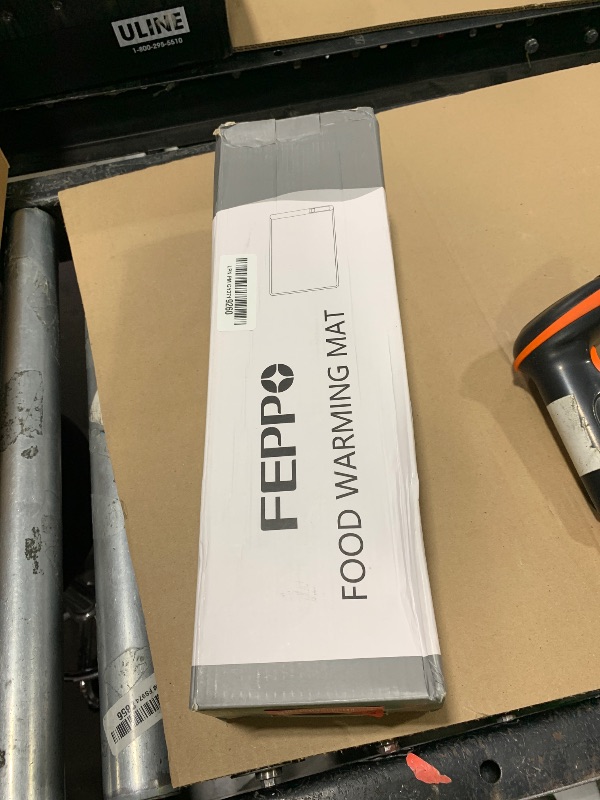 ULINE
1-800-295-5510
FEPPO
FOOD WARMING MAT